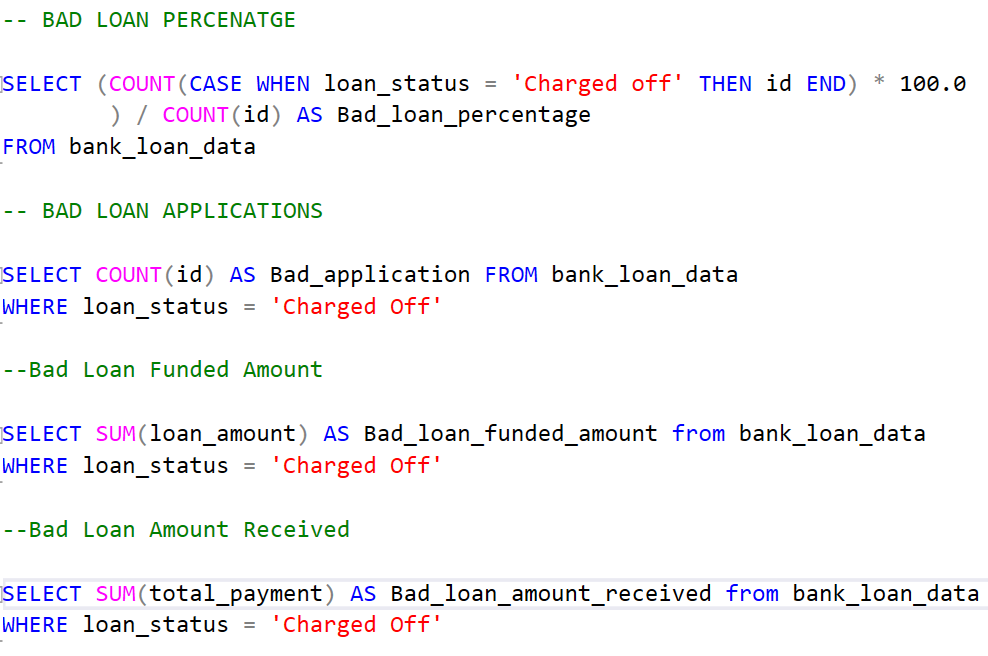 -- BAD LOAN PERCENATGE
SELECT (COUNT(CASE WHEN loan_status = 'Charged off' THEN id END) * 100.0
) / COUNT(id) AS Bad_loan_percentage
FROM bank_loan_data
-- BAD LOAN APPLICATIONS
SELECT COUNT(id) AS Bad_application FROM bank_loan_data
WHERE loan_status = 'Charged Off'
--Bad Loan Funded Amount
SELECT SUM(loan_amount) AS Bad_loan_funded_amount from bank_loan_data
WHERE loan_status = 'Charged Off'
--Bad Loan Amount Received
SELECT SUM(total_payment) AS Bad_loan_amount_received from bank_loan_data
WHERE loan_status = 'Charged Off'